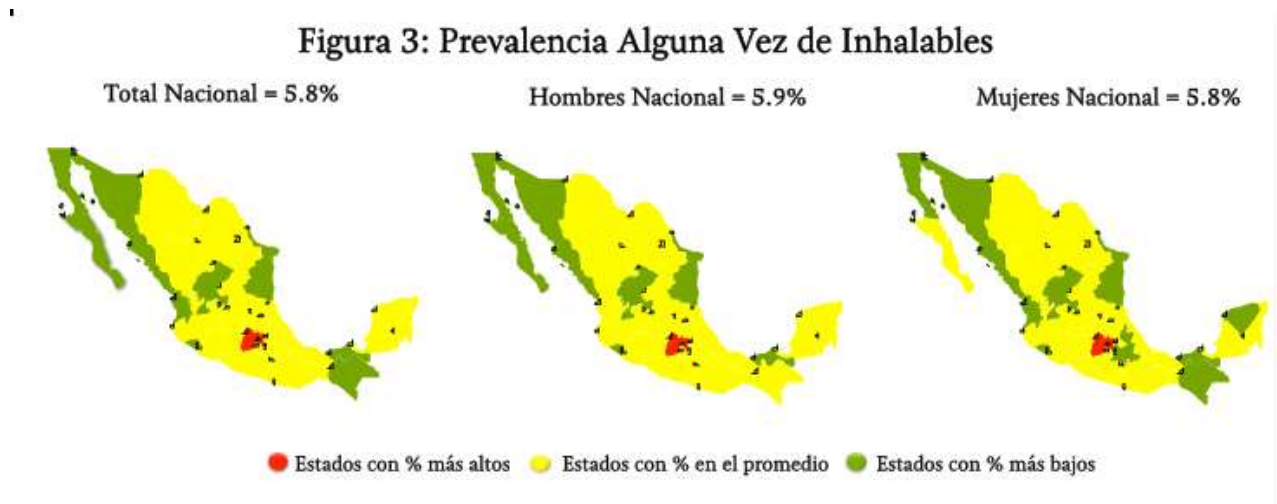 Figura 3: Prevalencia Alguna Vez de Inhalables
Total Nacional = 5.8%
Hombres Nacional = 5.9%
Mujeres Nacional = 5.8%
Estados con % más altos
Estados con % en el promedio
Estados con % más bajos